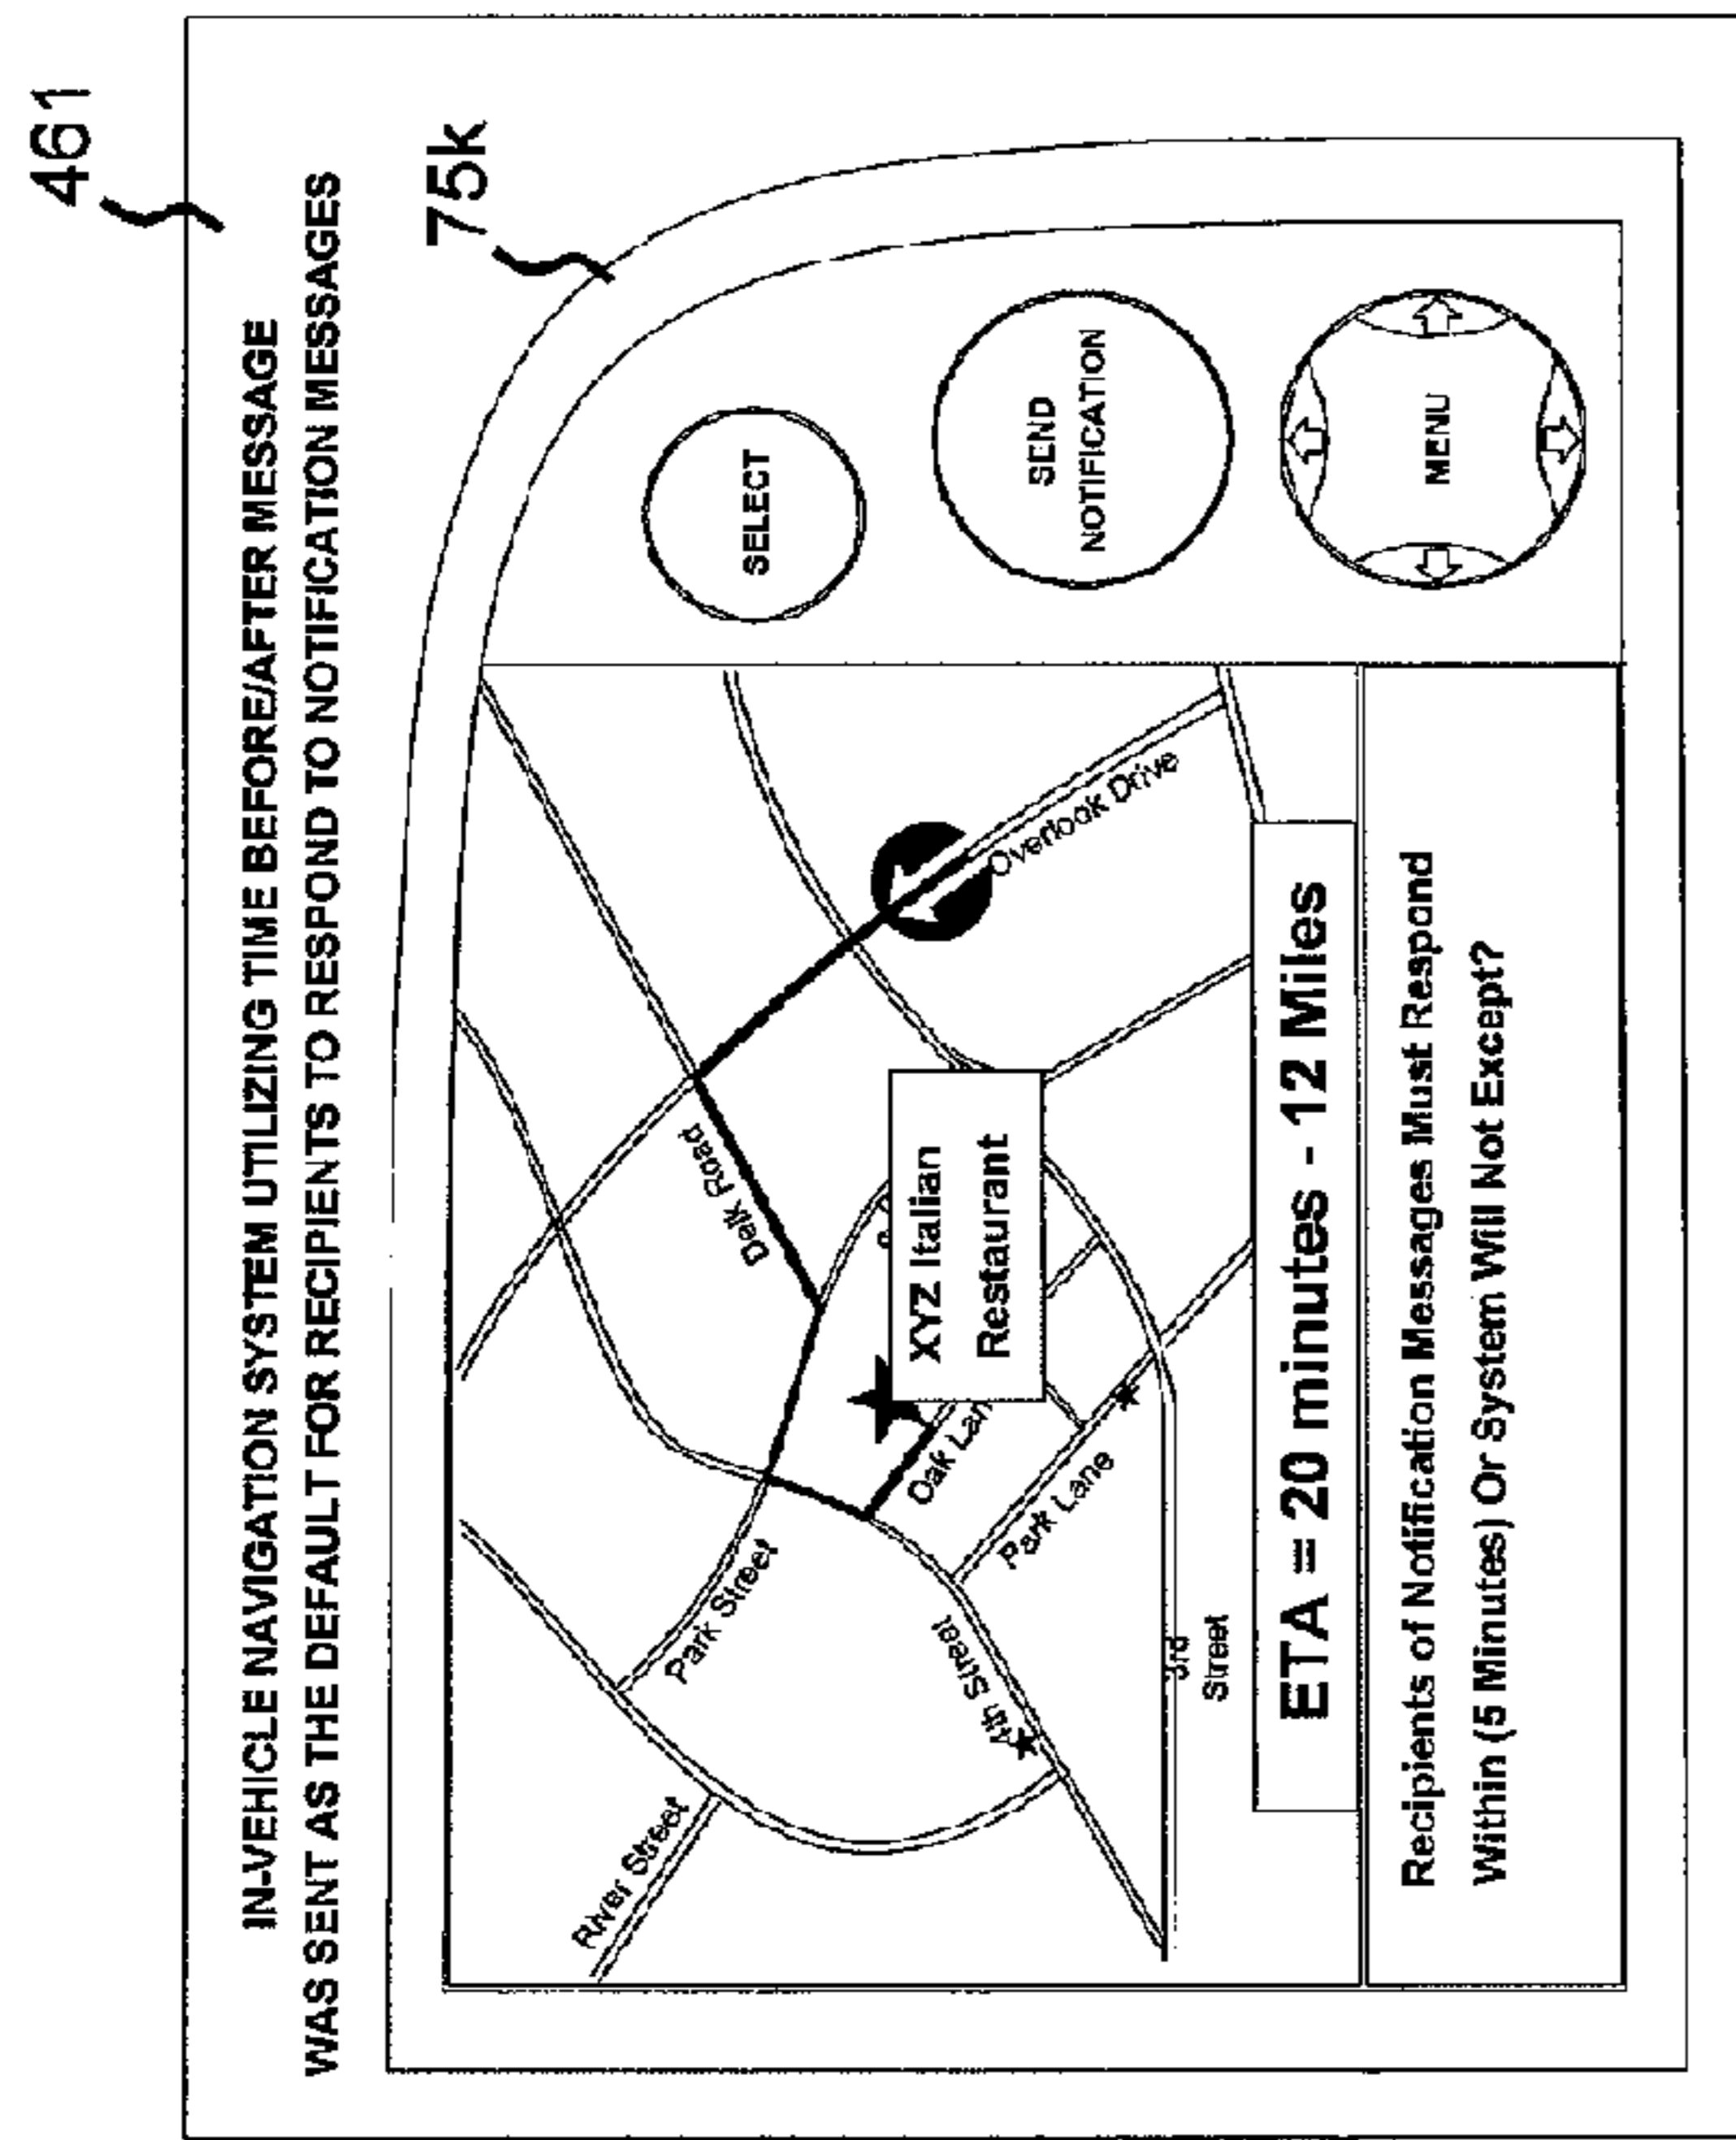 461
IN-VEHICLE NAVIGATION SYSTEM UTILIZING TIME BEFORE/AFTER MESSAGE
WAS SENT AS THE DEFAULT FOR RECIPIENTS TO RESPOND TO NOTIFICATION MESSAGES
75k
SELECT
SEND
NOTIFICATION
MENU
River Street
Park Street
Delk Road
Overlook Drive
XYZ Italian
Restaurant
Oak Lan
Park Lane
4th Street
3rd
Street
ETA = 20 minutes - 12 Miles
Recipients of Notification Messages Must Respond
Within (5 Minutes) Or System Will Not Except?